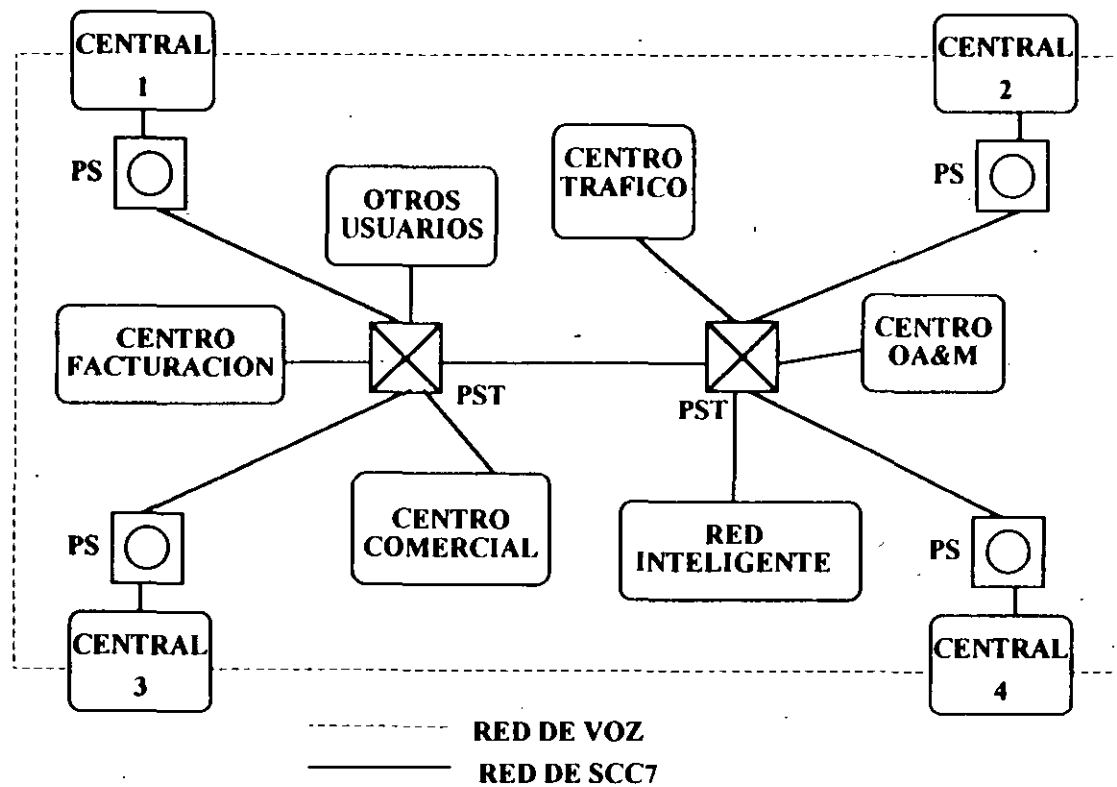 CENTRAL
1
CENTRAL
2
PS
PS
CENTRO
TRAFICO
OTROS
USUARIOS
CENTRO
FACTURACION
CENTRO
OA&M
PST
PST
CENTRO
COMERCIAL
RED
INTELIGENTE
PS
PS
CENTRAL
3
CENTRAL
4
RED DE VOZ
RED DE SCC7